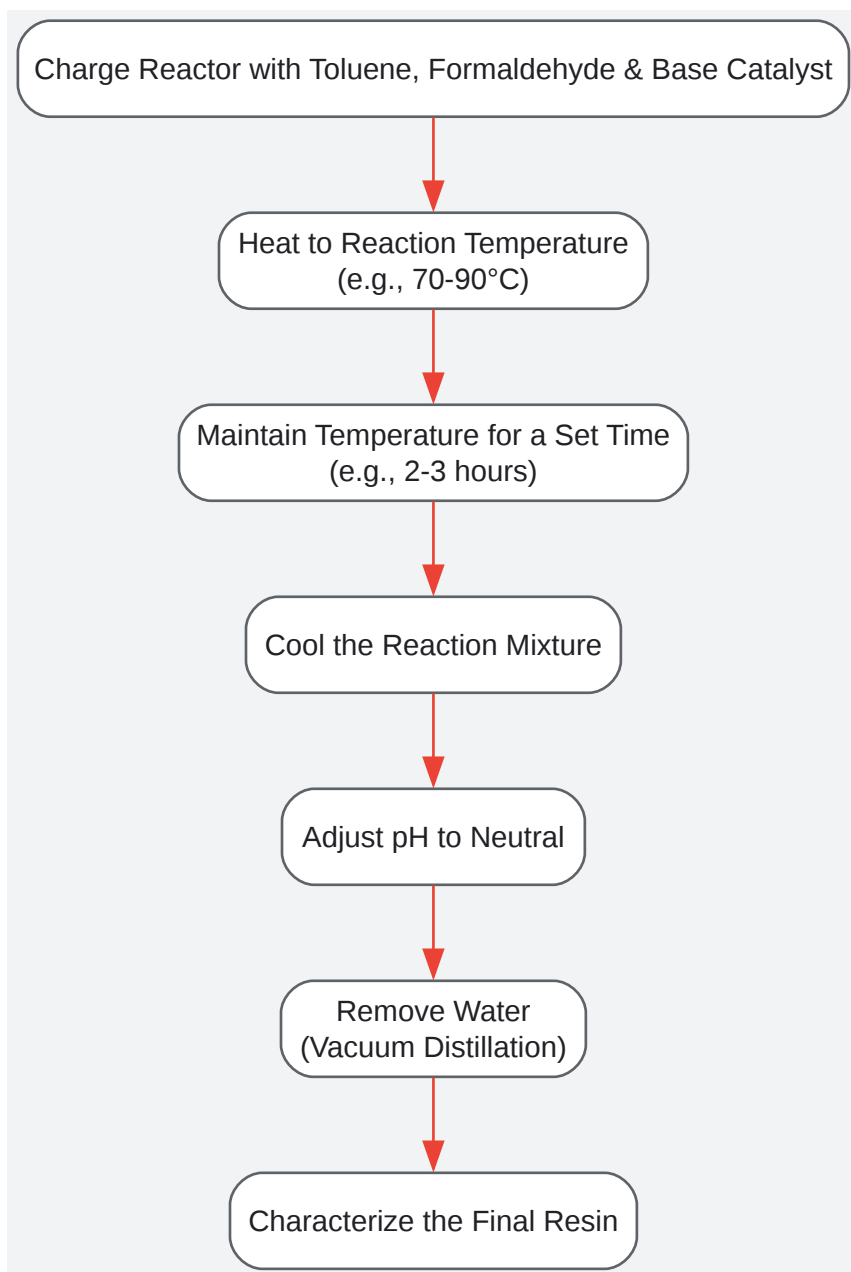 Charge Reactor with Toluene, Formaldehyde & Base Catalyst
Heat to Reaction Temperature
(e.g., 70-90°C)
Maintain Temperature for a Set Time
(e.g., 2-3 hours)
Cool the Reaction Mixture
Adjust pH to Neutral
Remove Water
(Vacuum Distillation)
Characterize the Final Resin